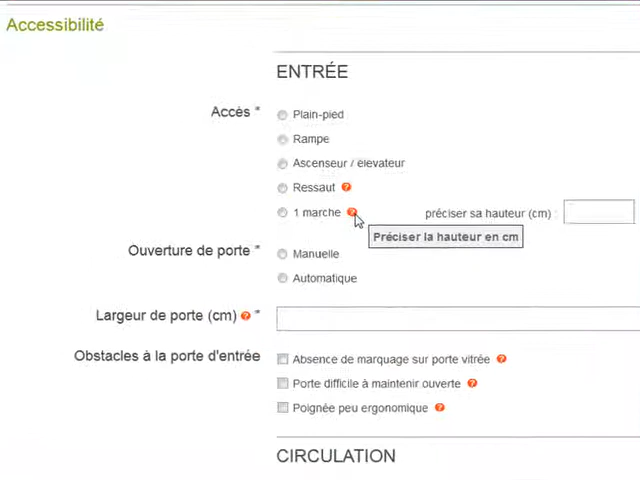 Accessibilité
ENTRÉE
Accès *
Plain-pied
Rampe
Ascenseur / élevateur
Ressaut ?
1 marche ? préciser sa hauteur (cm) :
Préciser la hauteur en cm
Ouverture de porte *
Manuelle
Automatique
Largeur de porte (cm) ? *
Obstacles à la porte d'entrée
Absence de marquage sur porte vitrée ?
Porte difficile à maintenir ouverte ?
Poignée peu ergonomique ?
CIRCULATION